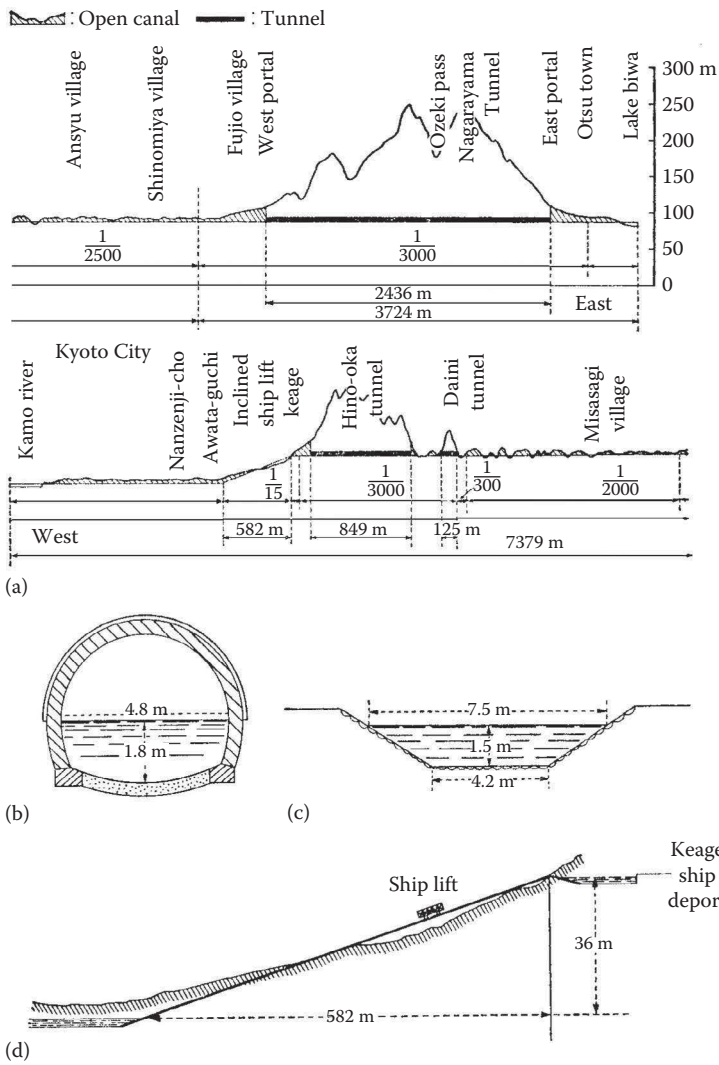 : Open canal : Tunnel
Ansyu village
Shinomiya village
Fujio village
West portal
Ozeki pass
Nagarayama
Tunnel
East portal
Otsu town
Lake biwa
300 m
250
200
150
100
50
0
1
2500
1
3000
2436 m
East
3724 m
Kyoto City
Kamo river
Nanzenji-cho
Awata-guchi
Inclined
ship lift
keage
Hino-oka
tunnel
Daini
tunnel
Misasagi
village
1
15
1
3000
1
300
1
2000
West
582 m
849 m
125 m
7379 m
(a)
4.8 m
1.8 m
(b)
7.5 m
1.5 m
4.2 m
(c)
Ship lift
Keage
ship
depor
36 m
582 m
(d)